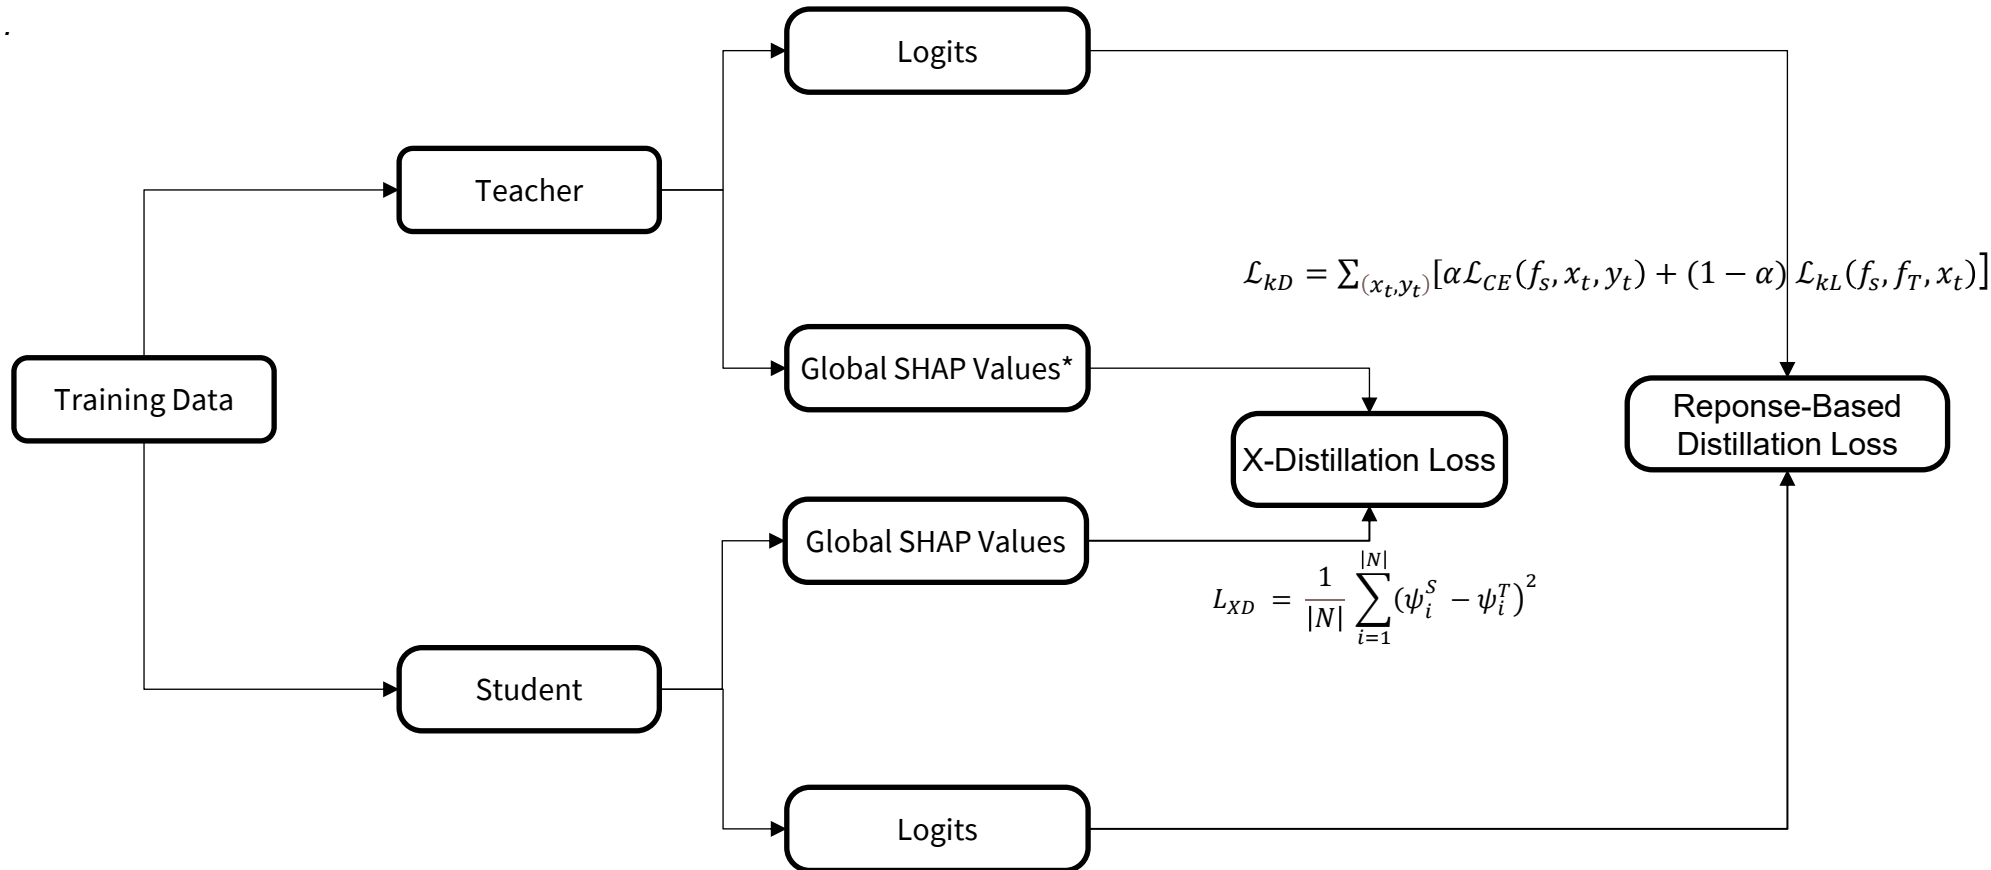 .
Logits
Teacher
ℒ_{kD} = ∑_{(x_t,y_t)}[αℒ_{CE}(f_s, x_t, y_t) + (1 − α) ℒ_{kL}(f_s, f_T, x_t)]
Global SHAP Values*
Training Data
Reponse-Based
Distillation Loss
X-Distillation Loss
Global SHAP Values
L_{XD} = \frac{1}{|N|} \sum_{i=1}^{|N|} (ψ_i^S − ψ_i^T)^2
Student
Logits